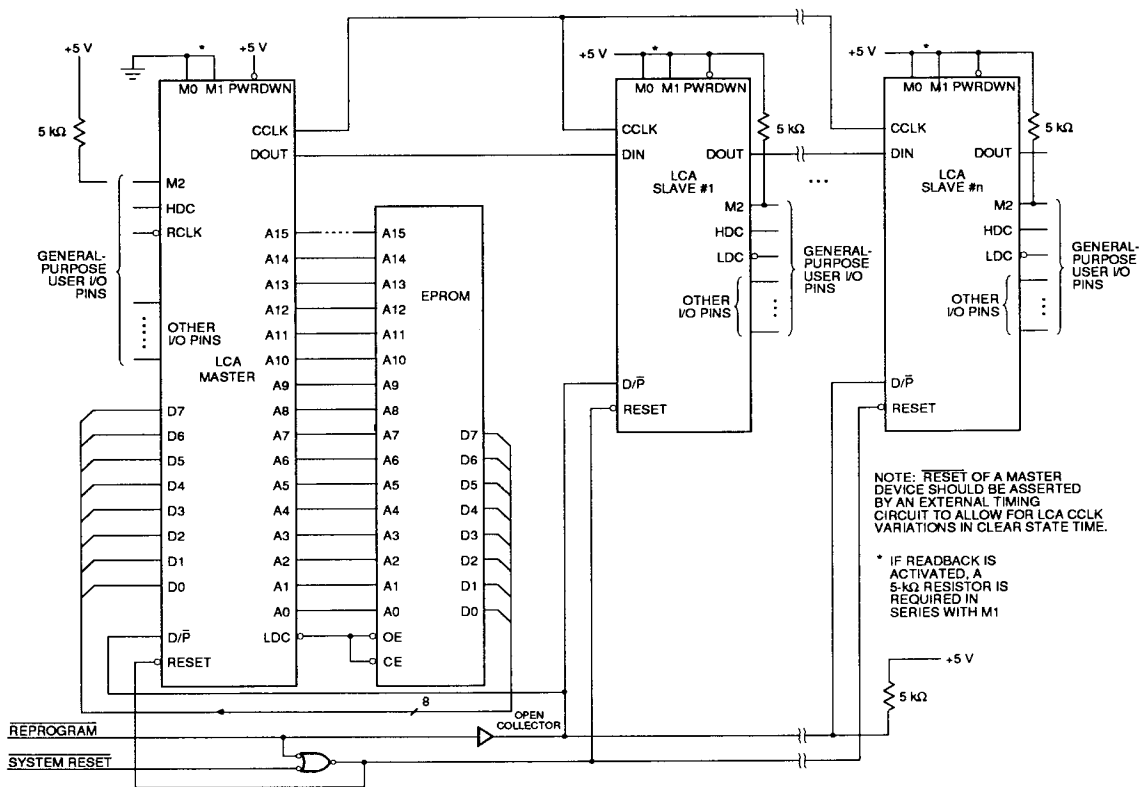 +5 V
*
+5 V
M0 M1 PWRDWN
5 kΩ
CCLK
DOUT
M2
HDC
RCLK
GENERAL-
PURPOSE
USER I/O
PINS
OTHER
I/O PINS
LCA
MASTER
A15
A14
A13
A12
A11
A10
A9
A8
A7
A6
A5
A4
A3
A2
A1
A0
LDC
D7
D6
D5
D4
D3
D2
D1
D0
D/P̅
RESET
EPROM
A15
A14
A13
A12
A11
A10
A9
A8
A7
A6
A5
A4
A3
A2
A1
A0
OE
CE
D7
D6
D5
D4
D3
D2
D1
D0
8
+5 V
*
M0 M1 PWRDWN
CCLK
5 kΩ
DIN
DOUT
LCA
SLAVE #1
M2
HDC
LDC
OTHER
I/O PINS
GENERAL-
PURPOSE
USER I/O
PINS
D/P̅
RESET
...
+5 V
*
M0 M1 PWRDWN
CCLK
5 kΩ
DIN
DOUT
LCA
SLAVE #n
M2
HDC
LDC
OTHER
I/O PINS
GENERAL-
PURPOSE
USER I/O
PINS
D/P̅
RESET
NOTE: R̅E̅S̅E̅T̅ OF A MASTER
DEVICE SHOULD BE ASSERTED
BY AN EXTERNAL TIMING
CIRCUIT TO ALLOW FOR LCA CCLK
VARIATIONS IN CLEAR STATE TIME.
* IF READBACK IS
ACTIVATED, A
5-kΩ RESISTOR IS
REQUIRED IN
SERIES WITH M1
+5 V
5 kΩ
OPEN
COLLECTOR
R̅E̅P̅R̅O̅G̅R̅A̅M̅
S̅Y̅S̅T̅E̅M̅ R̅E̅S̅E̅T̅